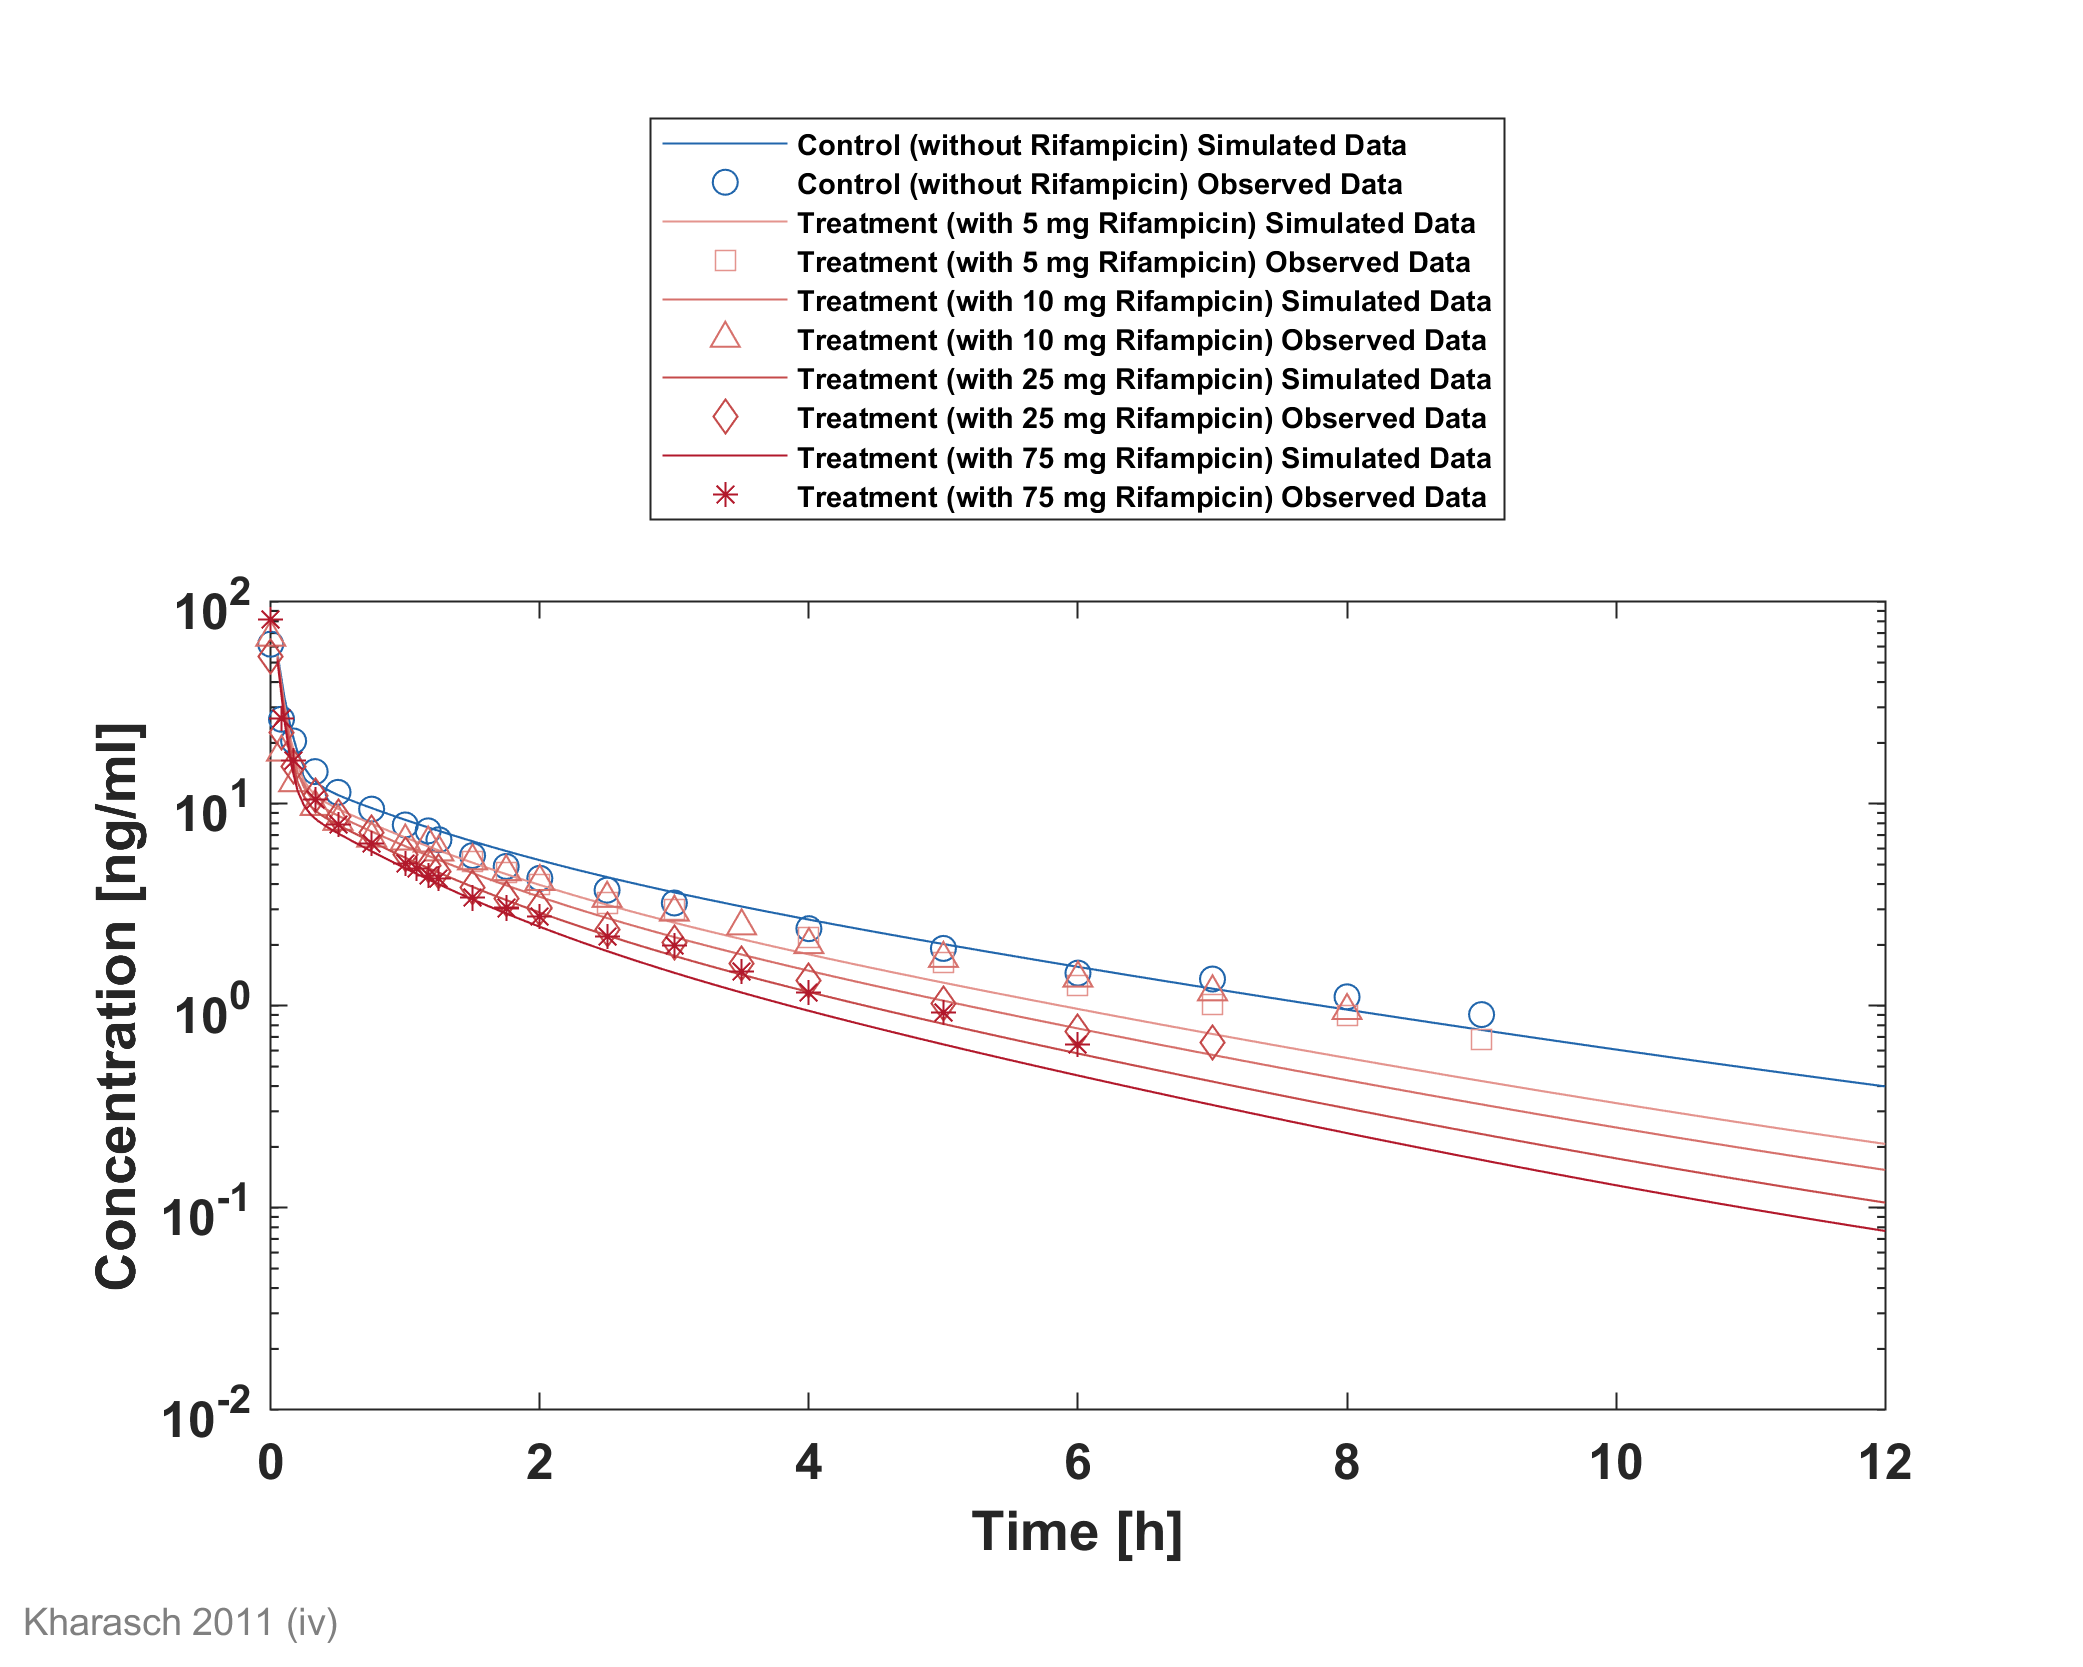 Control (without Rifampicin) Simulated Data
Control (without Rifampicin) Observed Data
Treatment (with 5 mg Rifampicin) Simulated Data
Treatment (with 5 mg Rifampicin) Observed Data
Treatment (with 10 mg Rifampicin) Simulated Data
Treatment (with 10 mg Rifampicin) Observed Data
Treatment (with 25 mg Rifampicin) Simulated Data
Treatment (with 25 mg Rifampicin) Observed Data
Treatment (with 75 mg Rifampicin) Simulated Data
Treatment (with 75 mg Rifampicin) Observed Data
Concentration [ng/ml]
10^2
10^1
10^0
10^-1
10^-2
0 2 4 6 8 10 12
Time [h]
Kharasch 2011 (iv)